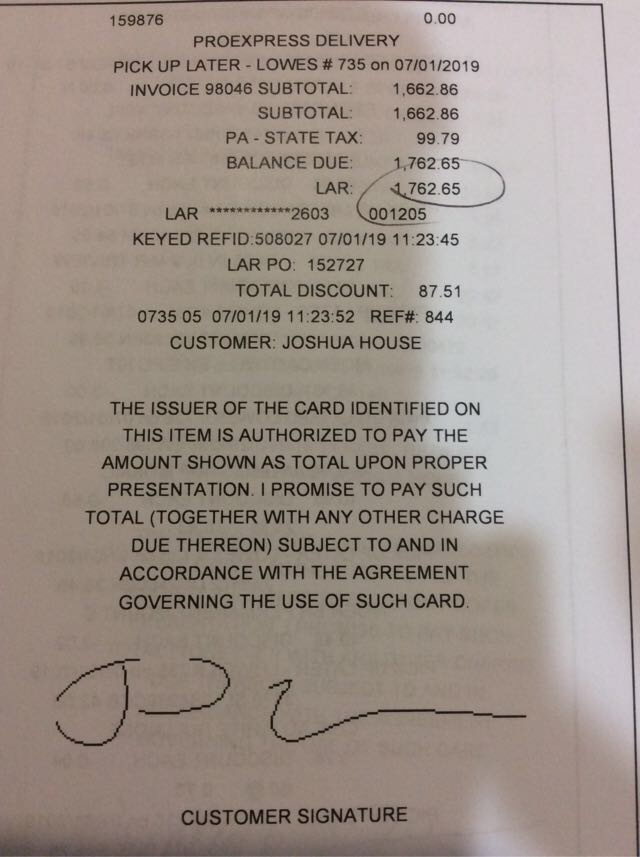 159876 0.00
PROEXPRESS DELIVERY
PICK UP LATER - LOWES # 735 on 07/01/2019
INVOICE 98046 SUBTOTAL: 1,662.86
SUBTOTAL: 1,662.86
PA - STATE TAX: 99.79
BALANCE DUE: 1,762.65
LAR: 1,762.65
LAR ************2603 001205
KEYED REFID:508027 07/01/19 11:23:45
LAR PO: 152727
TOTAL DISCOUNT: 87.51
0735 05 07/01/19 11:23:52 REF#: 844
CUSTOMER: JOSHUA HOUSE
THE ISSUER OF THE CARD IDENTIFIED ON
THIS ITEM IS AUTHORIZED TO PAY THE
AMOUNT SHOWN AS TOTAL UPON PROPER
PRESENTATION. I PROMISE TO PAY SUCH
TOTAL (TOGETHER WITH ANY OTHER CHARGE
DUE THEREON) SUBJECT TO AND IN
ACCORDANCE WITH THE AGREEMENT
GOVERNING THE USE OF SUCH CARD.
CUSTOMER SIGNATURE